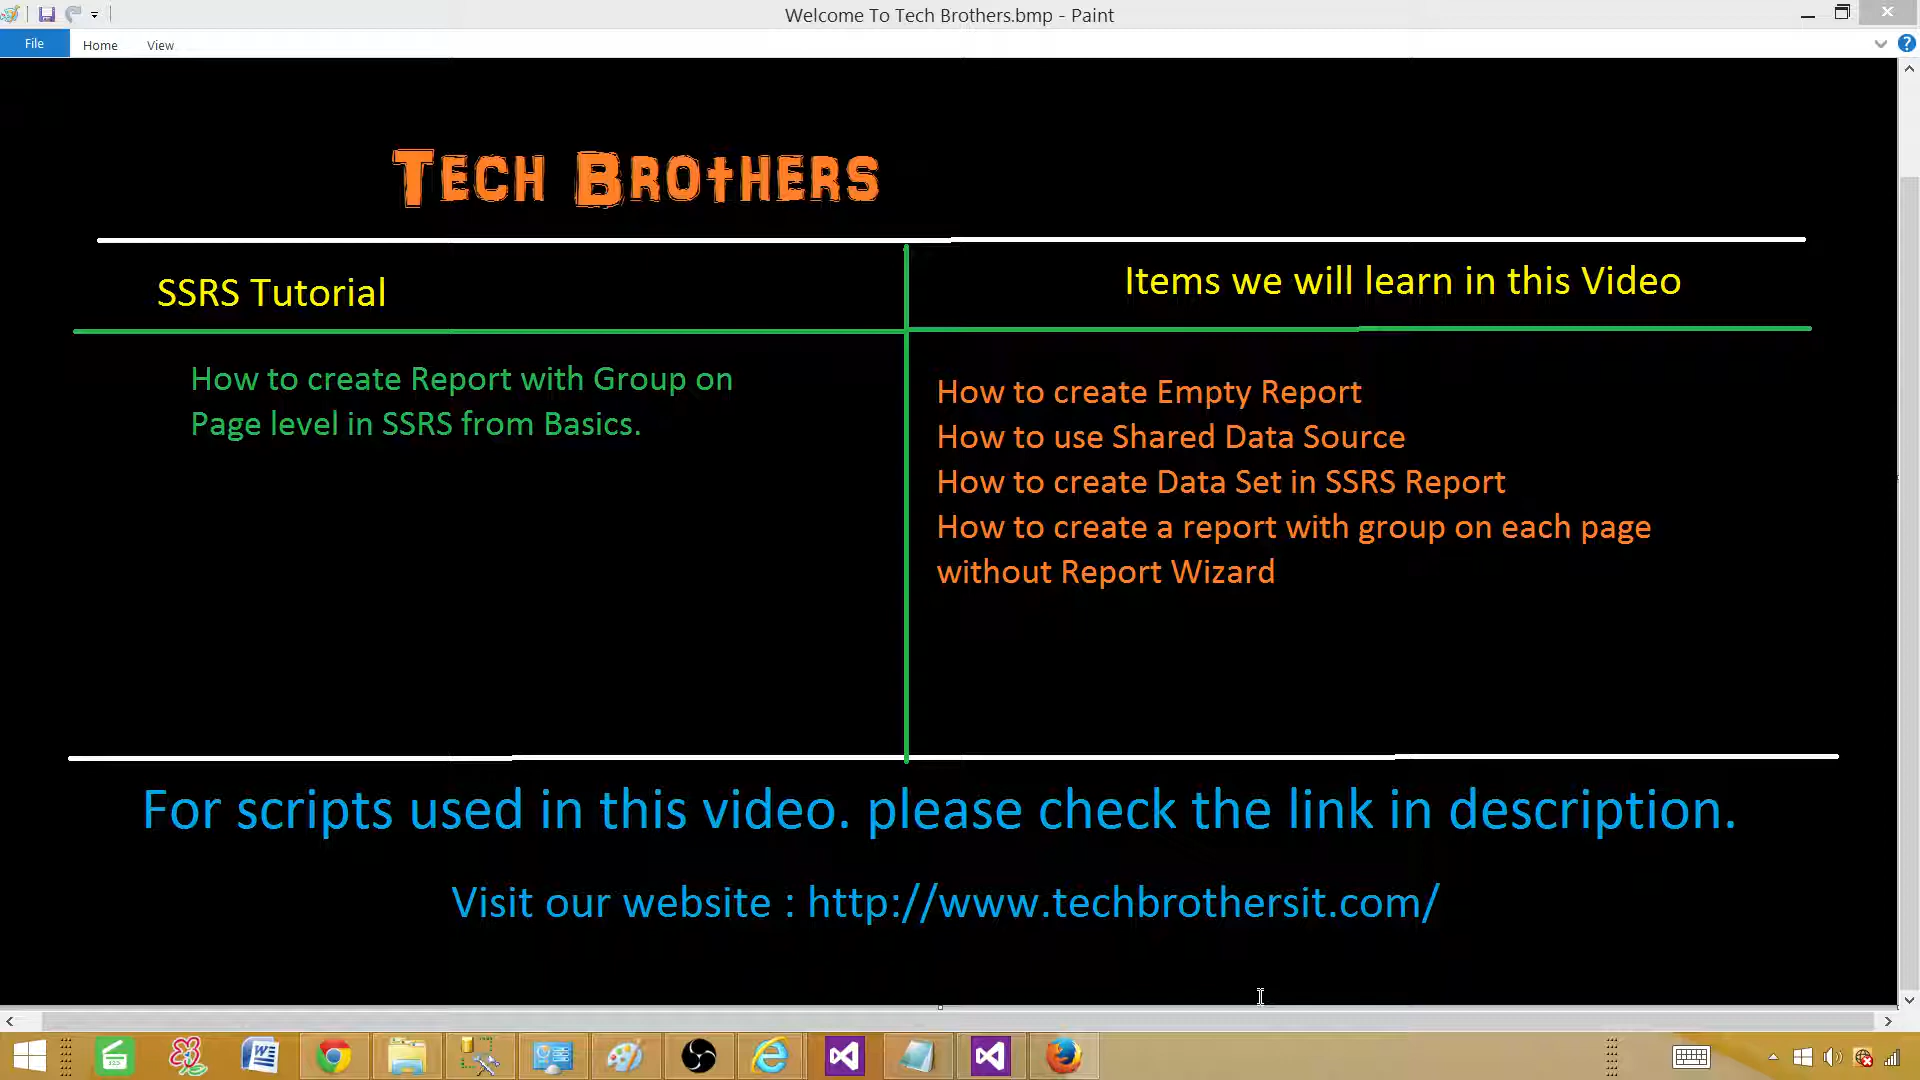 Welcome To Tech Brothers.bmp - Paint
File Home View
Tech Brothers
SSRS Tutorial
Items we will learn in this Video
How to create Report with Group on
Page level in SSRS from Basics.
How to create Empty Report
How to use Shared Data Source
How to create Data Set in SSRS Report
How to create a report with group on each page
without Report Wizard
For scripts used in this video. please check the link in description.
Visit our website : http://www.techbrothersit.com/